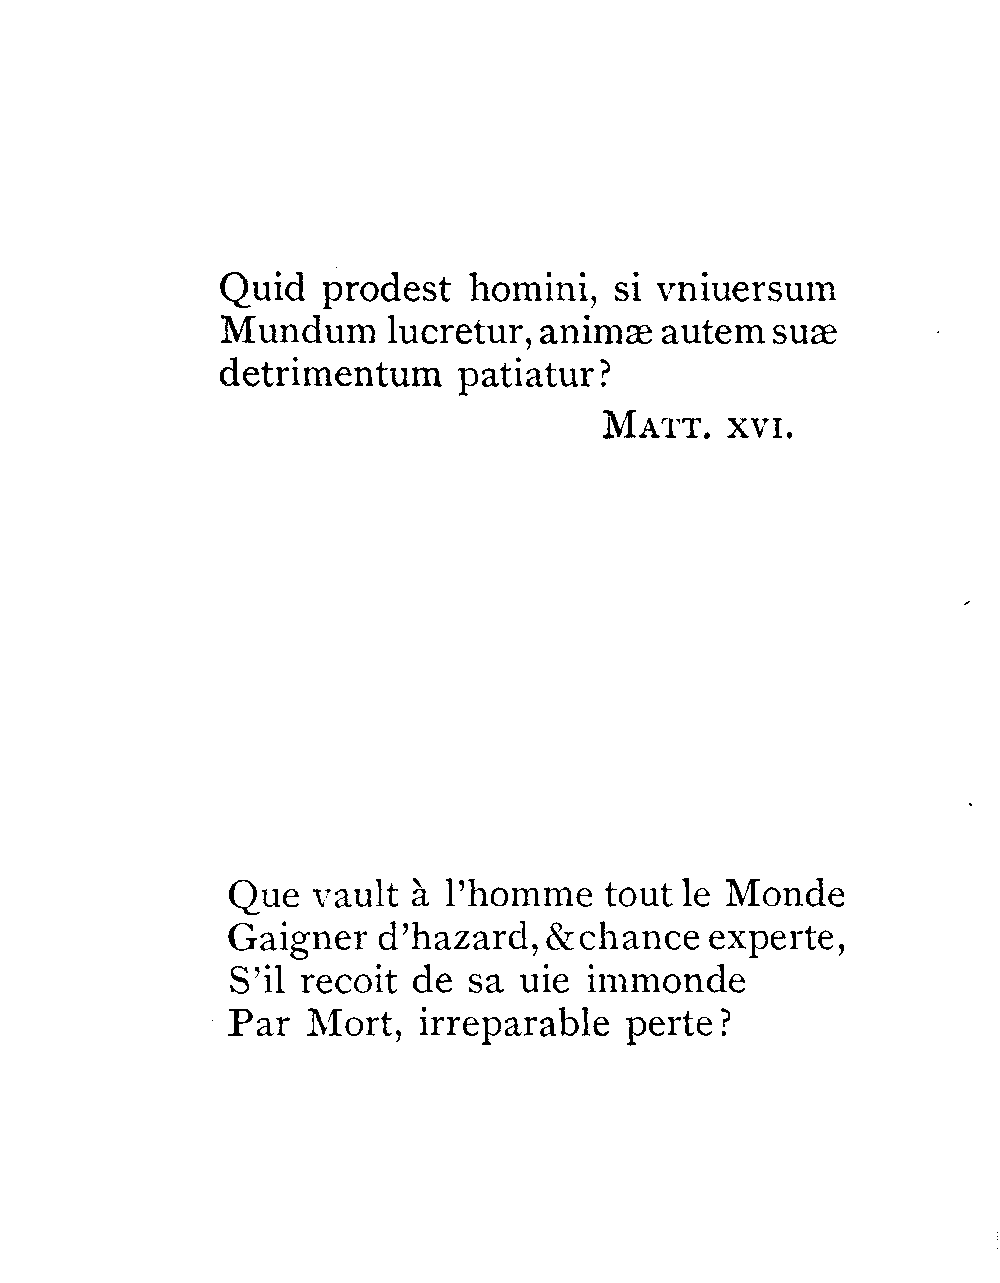 Quid prodest homini, si vniuersum
Mundum lucretur, animæ autem suæ
detrimentum patiatur?
MATT. XVI.
Que vault à l'homme tout le Monde
Gaigner d'hazard, & chance experte,
S'il recoit de sa uie immonde
Par Mort, irreparable perte?